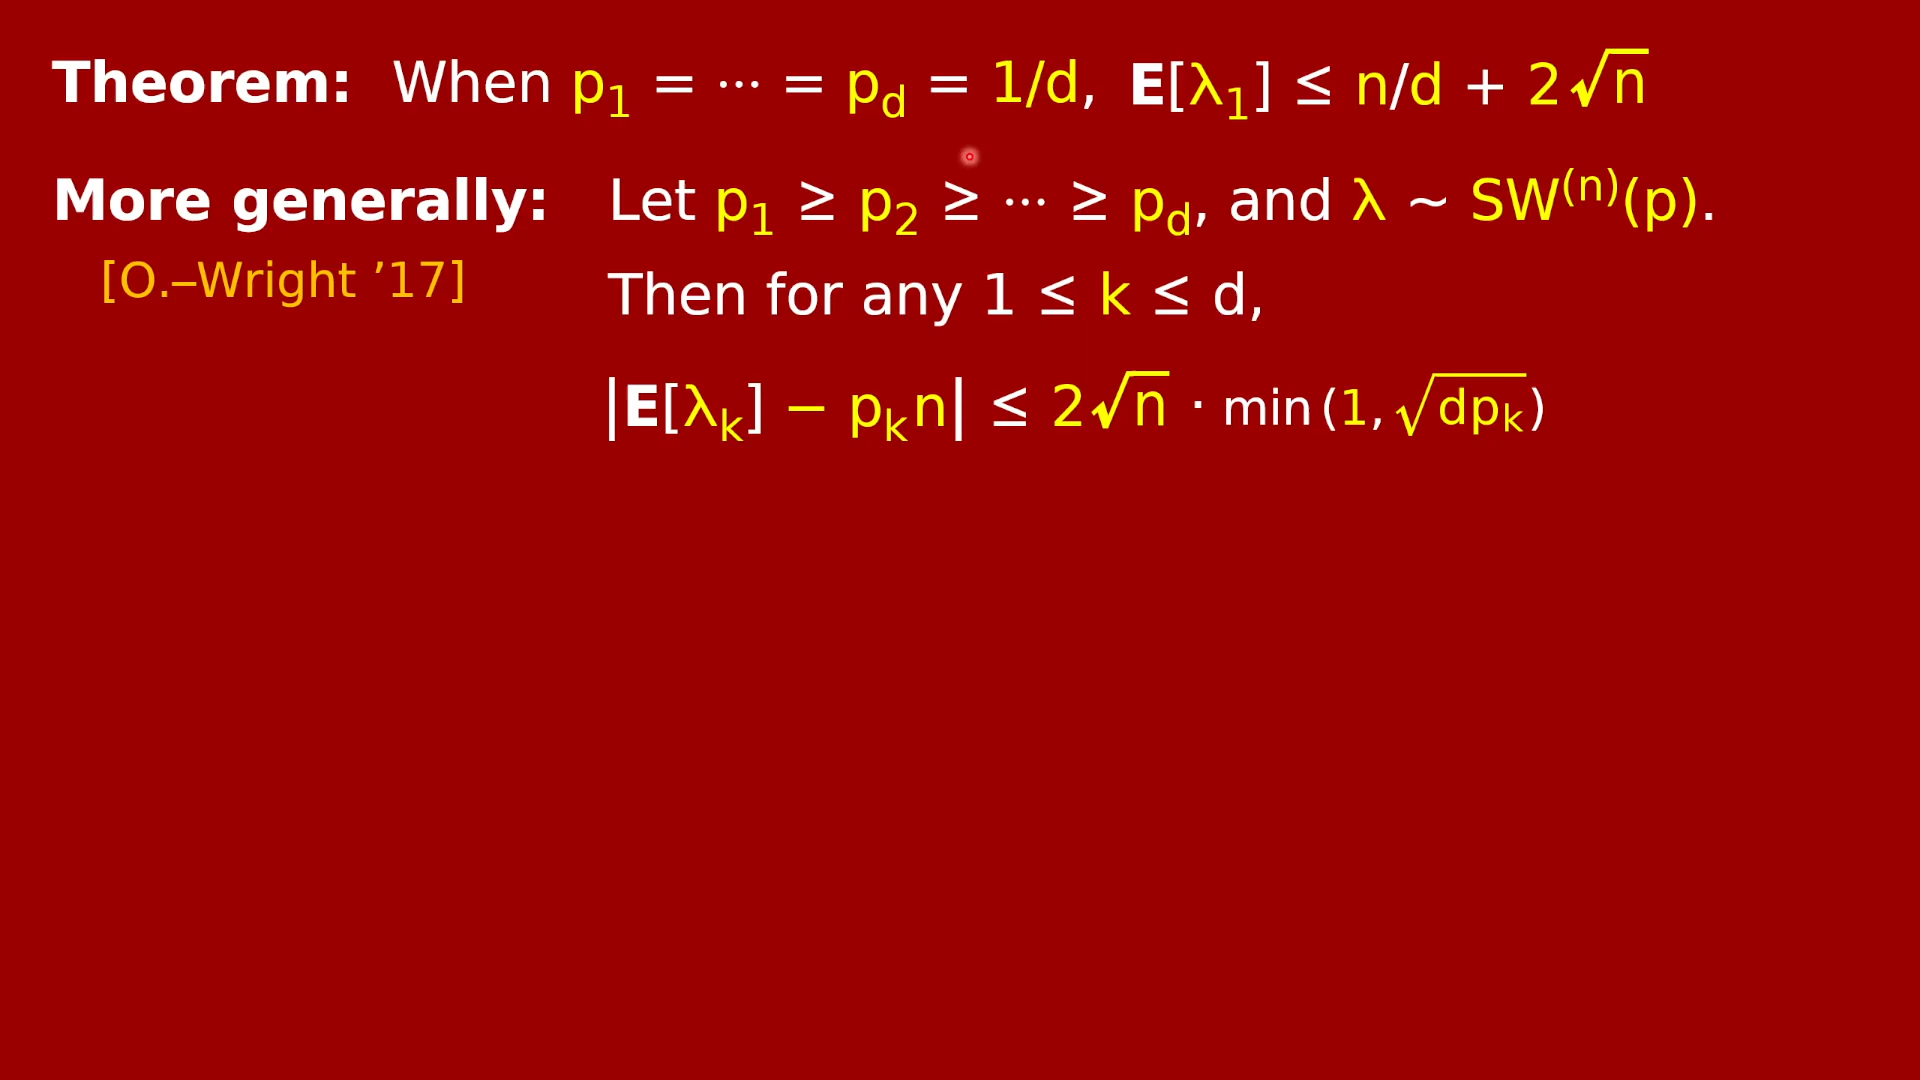 Theorem: When p₁ = ··· = p_d = 1/d, E[λ₁] ≤ n/d + 2√n
More generally: Let p₁ ≥ p₂ ≥ ··· ≥ p_d, and λ ~ SW⁽ⁿ⁾(p).
[O.–Wright ’17] Then for any 1 ≤ k ≤ d,
|E[λ_k] − p_k n| ≤ 2√n · min(1, √dp_k)